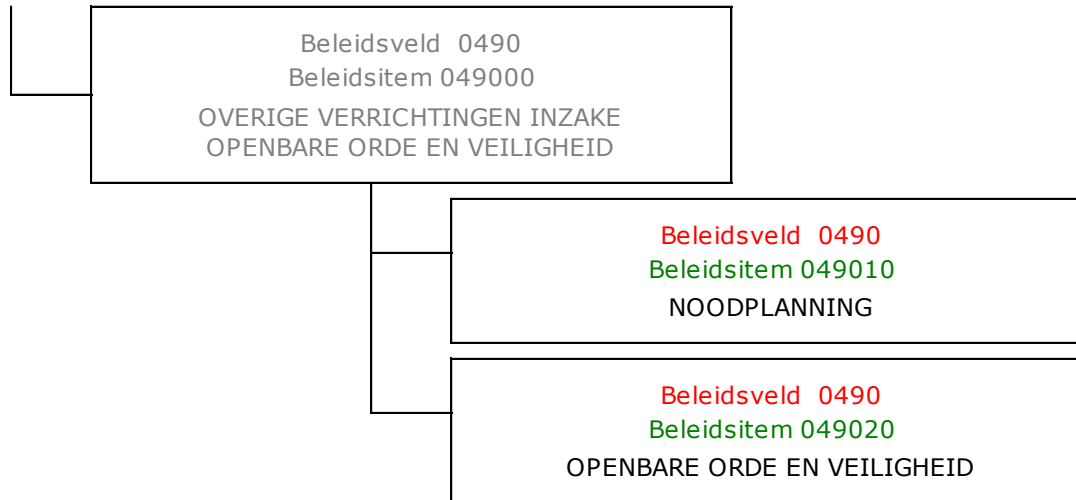 Beleidsveld  0490
Beleidsitem 049000
OVERIGE VERRICHTINGEN INZAKE
OPENBARE ORDE EN VEILIGHEID
Beleidsveld  0490
Beleidsitem 049010
NOODPLANNING
Beleidsveld  0490
Beleidsitem 049020
OPENBARE ORDE EN VEILIGHEID